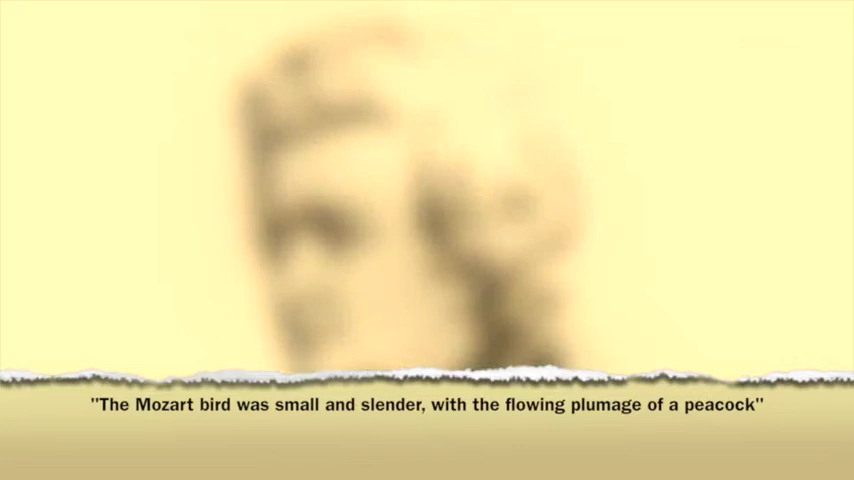 "The Mozart bird was small and slender, with the flowing plumage of a peacock"